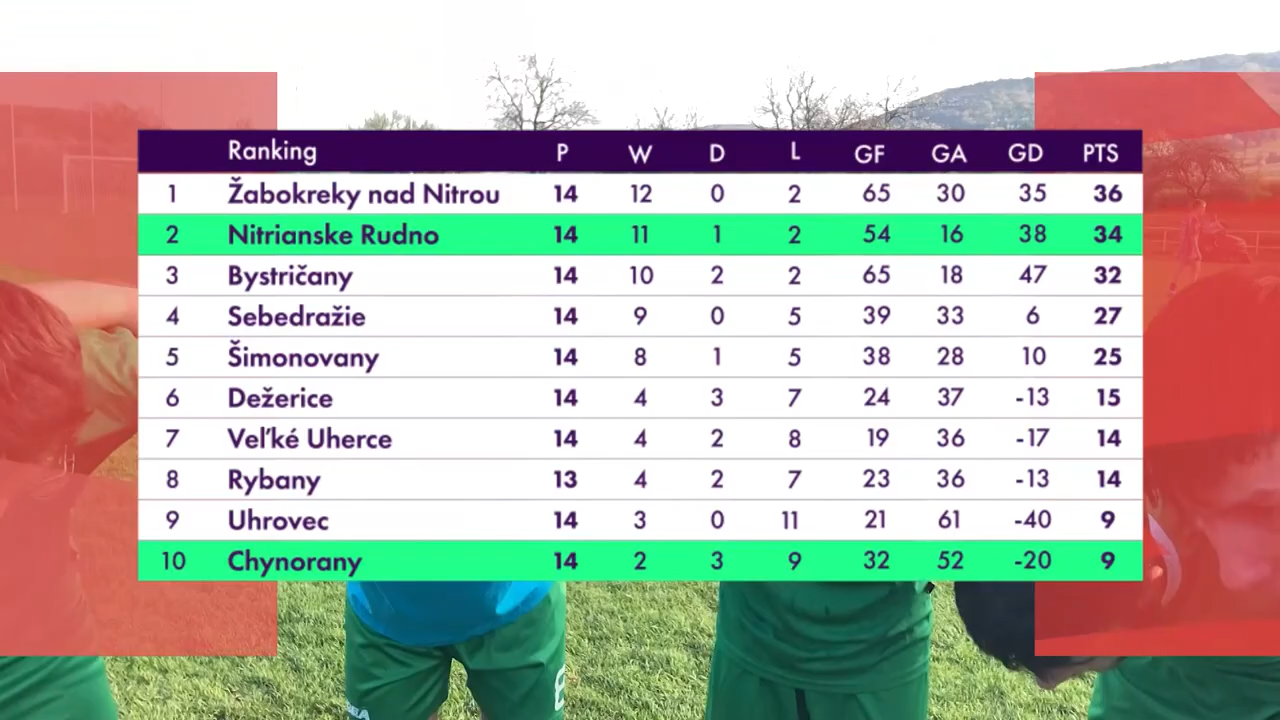 Ranking P W D L GF GA GD PTS
1 Žabokreky nad Nitrou 14 12 0 2 65 30 35 36
2 Nitrianske Rudno 14 11 1 2 54 16 38 34
3 Bystričany 14 10 2 2 65 18 47 32
4 Sebedražie 14 9 0 5 39 33 6 27
5 Šimonovany 14 8 1 5 38 28 10 25
6 Dežerice 14 4 3 7 24 37 -13 15
7 Veľké Uherce 14 4 2 8 19 36 -17 14
8 Rybany 13 4 2 7 23 36 -13 14
9 Uhrovec 14 3 0 11 21 61 -40 9
10 Chynorany 14 2 3 9 32 52 -20 9